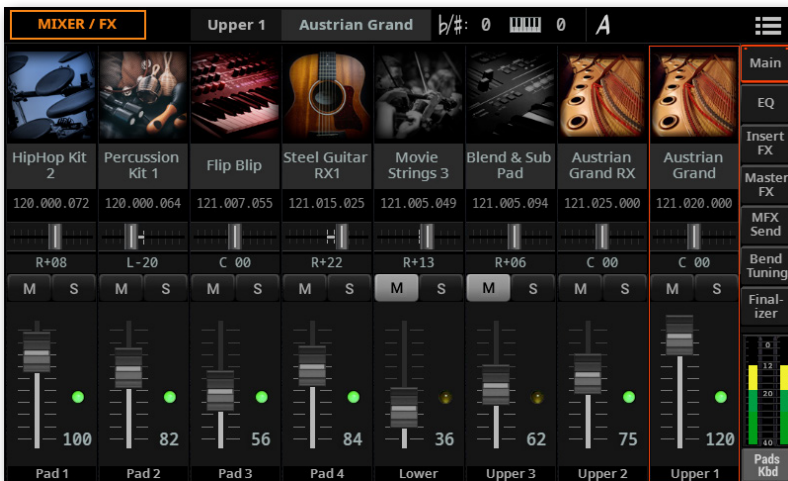 MIXER / FX Upper 1 Austrian Grand ♭/#: 0 0 A
HipHop Kit 2
Percussion Kit 1
Flip Blip
Steel Guitar RX1
Movie Strings 3
Blend & Sub Pad
Austrian Grand RX
Austrian Grand
120.000.072 120.000.064 121.007.055 121.015.025 121.005.049 121.005.094 121.025.000 121.020.000
R+08 L-20 C 00 R+22 R+13 R+06 C 00 C 00
M S M S M S M S M S M S M S M S
100 82 56 84 36 62 75 120
Pad 1 Pad 2 Pad 3 Pad 4 Lower Upper 3 Upper 2 Upper 1
Main
EQ
Insert
FX
Master
FX
MFX
Send
Bend
Tuning
Final-
izer
0
12
20
40
Pads
Kbd